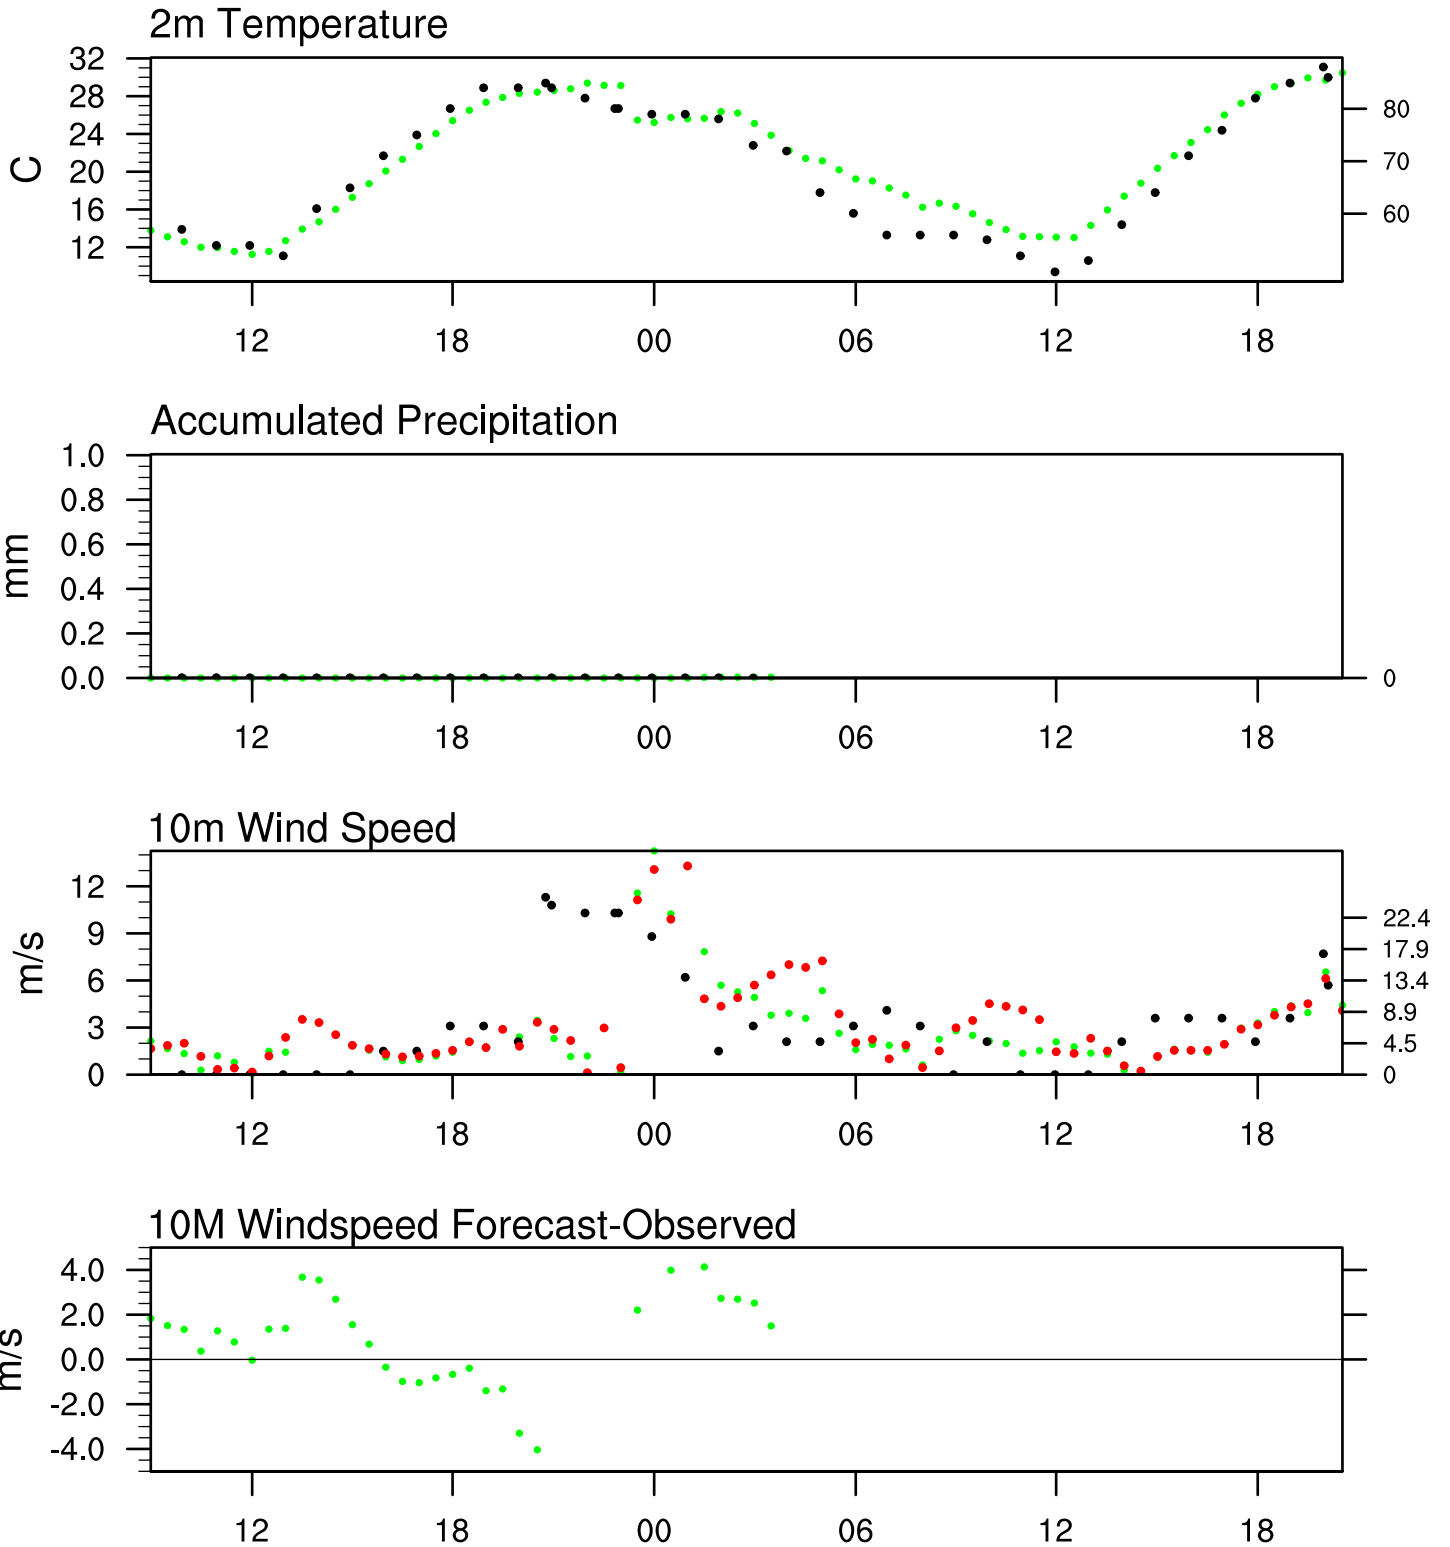 2m Temperature
32
28
24
20
16
12
C
80
70
60
12 18 00 06 12 18
Accumulated Precipitation
1.0
0.8
0.6
0.4
0.2
0.0
mm
0
12 18 00 06 12 18
10m Wind Speed
12
9
6
3
0
m/s
22.4
17.9
13.4
8.9
4.5
0
12 18 00 06 12 18
10M Windspeed Forecast-Observed
4.0
2.0
0.0
-2.0
-4.0
m/s
12 18 00 06 12 18